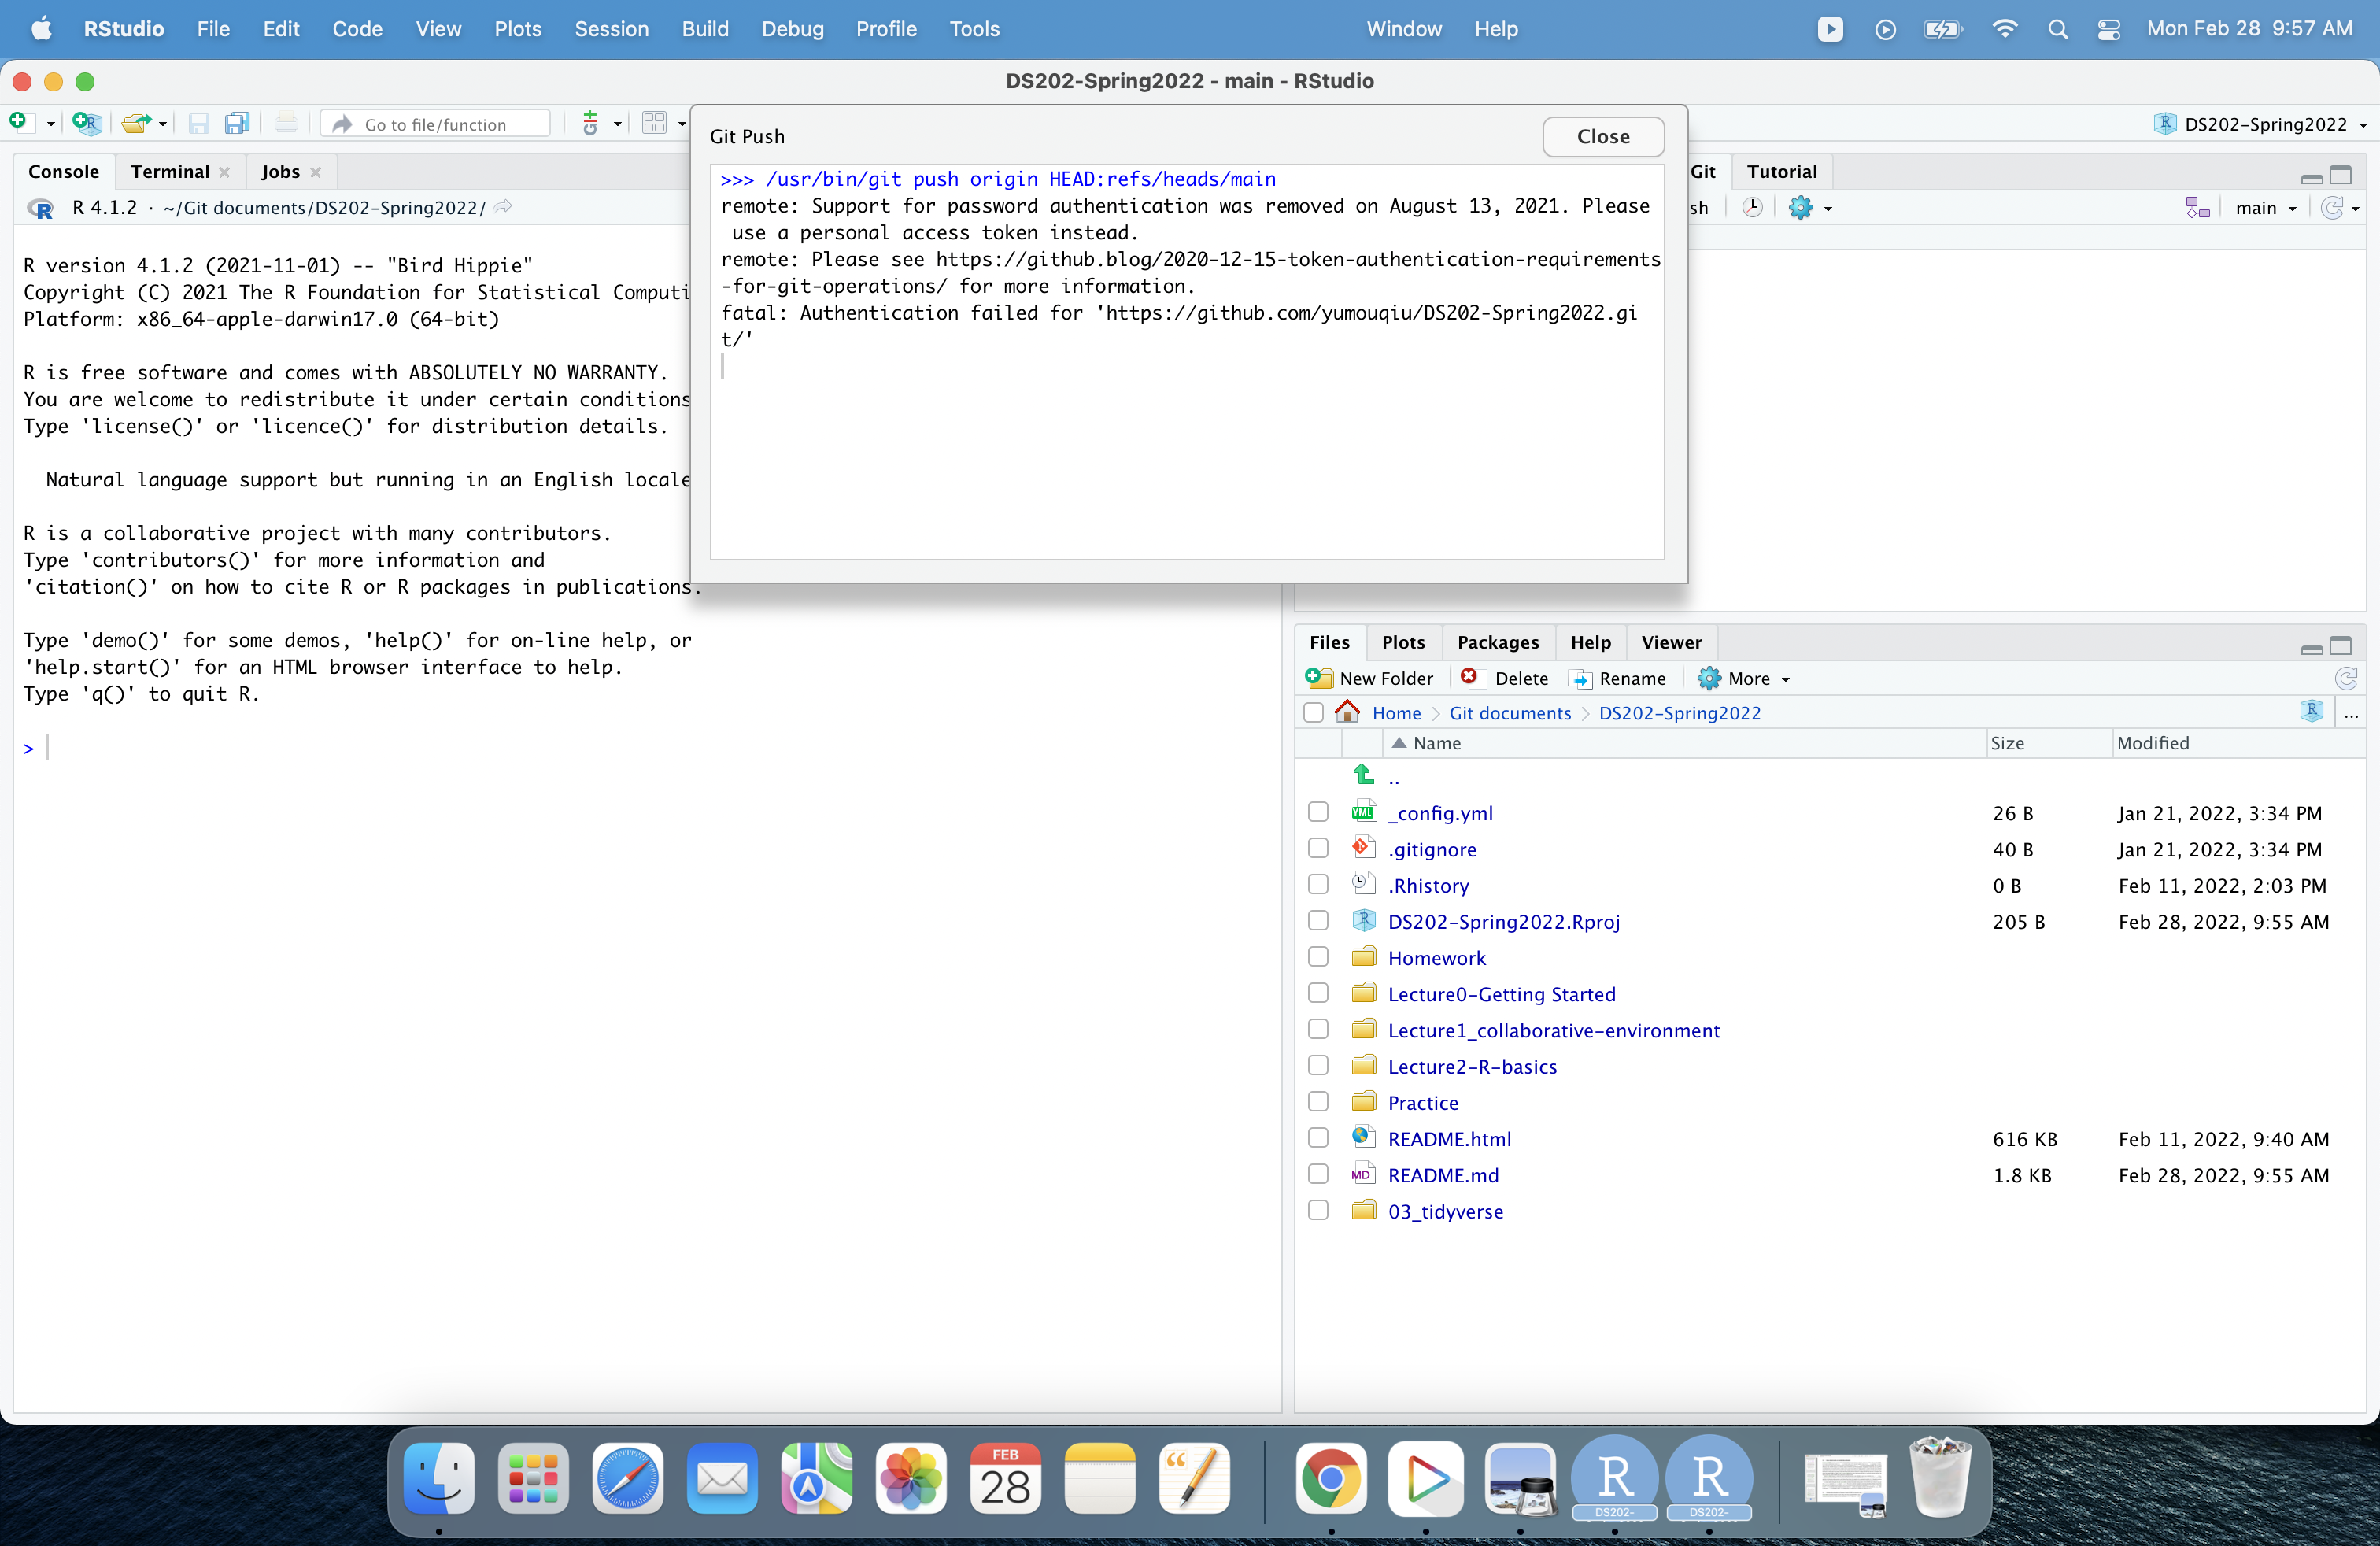 RStudio File Edit Code View Plots Session Build Debug Profile Tools Window Help Mon Feb 28 9:57 AM
DS202-Spring2022 - main - RStudio
Go to file/function
DS202-Spring2022
Git Push
Close
>>> /usr/bin/git push origin HEAD:refs/heads/main
remote: Support for password authentication was removed on August 13, 2021. Please
use a personal access token instead.
remote: Please see https://github.blog/2020-12-15-token-authentication-requirements
-for-git-operations/ for more information.
fatal: Authentication failed for 'https://github.com/yumouqiu/DS202-Spring2022.gi
t/'
Console Terminal Jobs
R 4.1.2 · ~/Git documents/DS202-Spring2022/
R version 4.1.2 (2021-11-01) -- "Bird Hippie"
Copyright (C) 2021 The R Foundation for Statistical Computi
Platform: x86_64-apple-darwin17.0 (64-bit)
R is free software and comes with ABSOLUTELY NO WARRANTY.
You are welcome to redistribute it under certain conditions
Type 'license()' or 'licence()' for distribution details.
Natural language support but running in an English locale
R is a collaborative project with many contributors.
Type 'contributors()' for more information and
'citation()' on how to cite R or R packages in publications.
Type 'demo()' for some demos, 'help()' for on-line help, or
'help.start()' for an HTML browser interface to help.
Type 'q()' to quit R.
>
Git Tutorial
sh main
Files Plots Packages Help Viewer
New Folder Delete Rename More
Home Git documents DS202-Spring2022 ...
Name Size Modified
..
_config.yml 26 B Jan 21, 2022, 3:34 PM
.gitignore 40 B Jan 21, 2022, 3:34 PM
.Rhistory 0 B Feb 11, 2022, 2:03 PM
DS202-Spring2022.Rproj 205 B Feb 28, 2022, 9:55 AM
Homework
Lecture0-Getting Started
Lecture1_collaborative-environment
Lecture2-R-basics
Practice
README.html 616 KB Feb 11, 2022, 9:40 AM
README.md 1.8 KB Feb 28, 2022, 9:55 AM
03_tidyverse
FEB
28
R R
DS202- DS202-